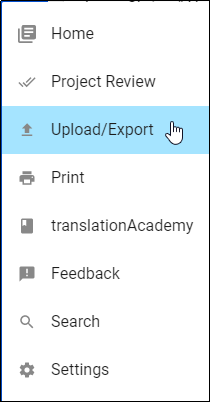 Home
Project Review
Upload/Export
Print
translationAcademy
Feedback
Search
Settings